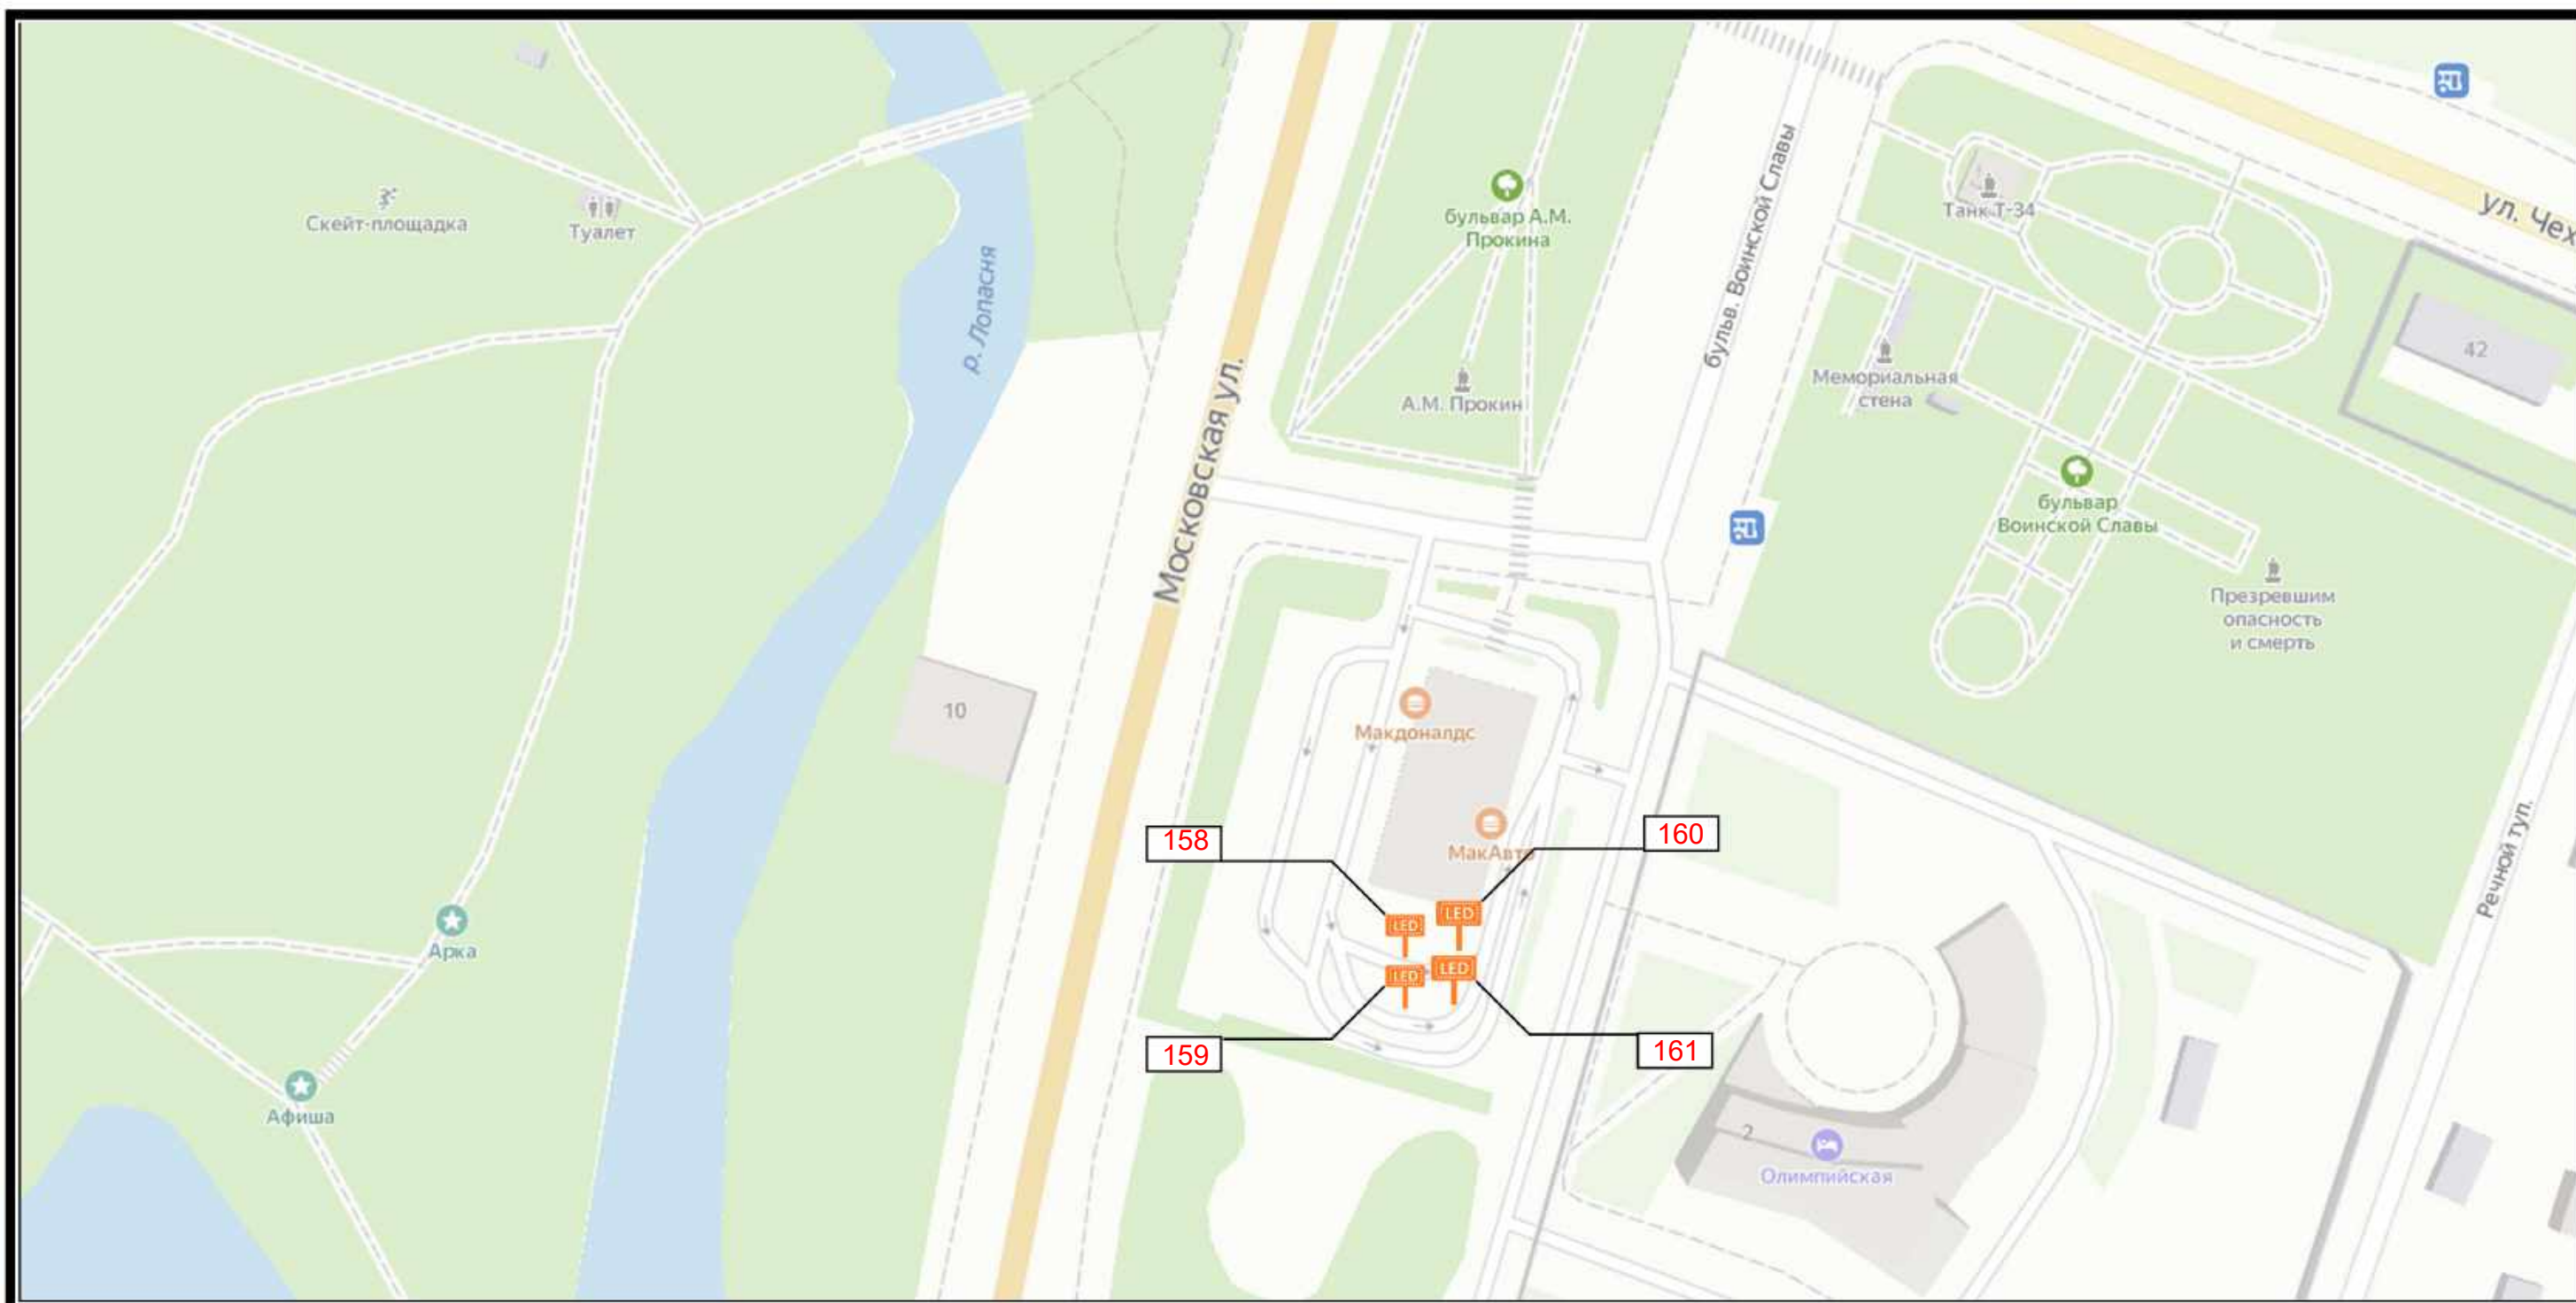 Скейт-площадка
Туалет
р. Лопасня
Московская ул.
бульвар А.М.
Прокина
А.М. Прокин
бульв. Воинской Славы
Танк Т-34
Мемориальная
стена
ул. Чех
42
бульвар
Воинской Славы
Презревшим
опасность
и смерть
10
Макдоналдс
МакАвто
158
160
LED
LED
LED
LED
159
161
Арка
Афиша
2
Олимпийская
Речной туп.